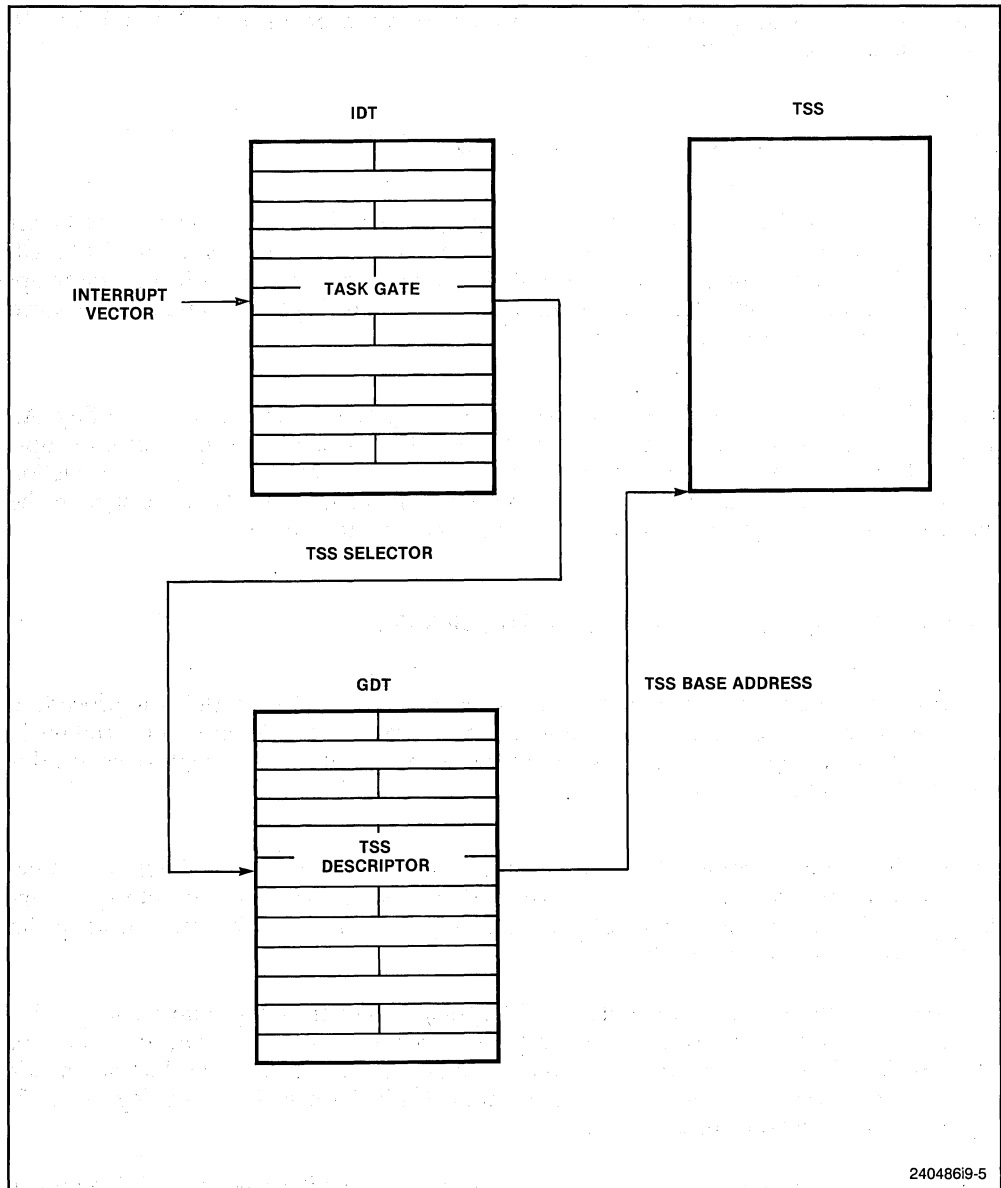 IDT
TSS
INTERRUPT
VECTOR
TASK GATE
TSS SELECTOR
GDT
TSS BASE ADDRESS
TSS
DESCRIPTOR
240486i9-5